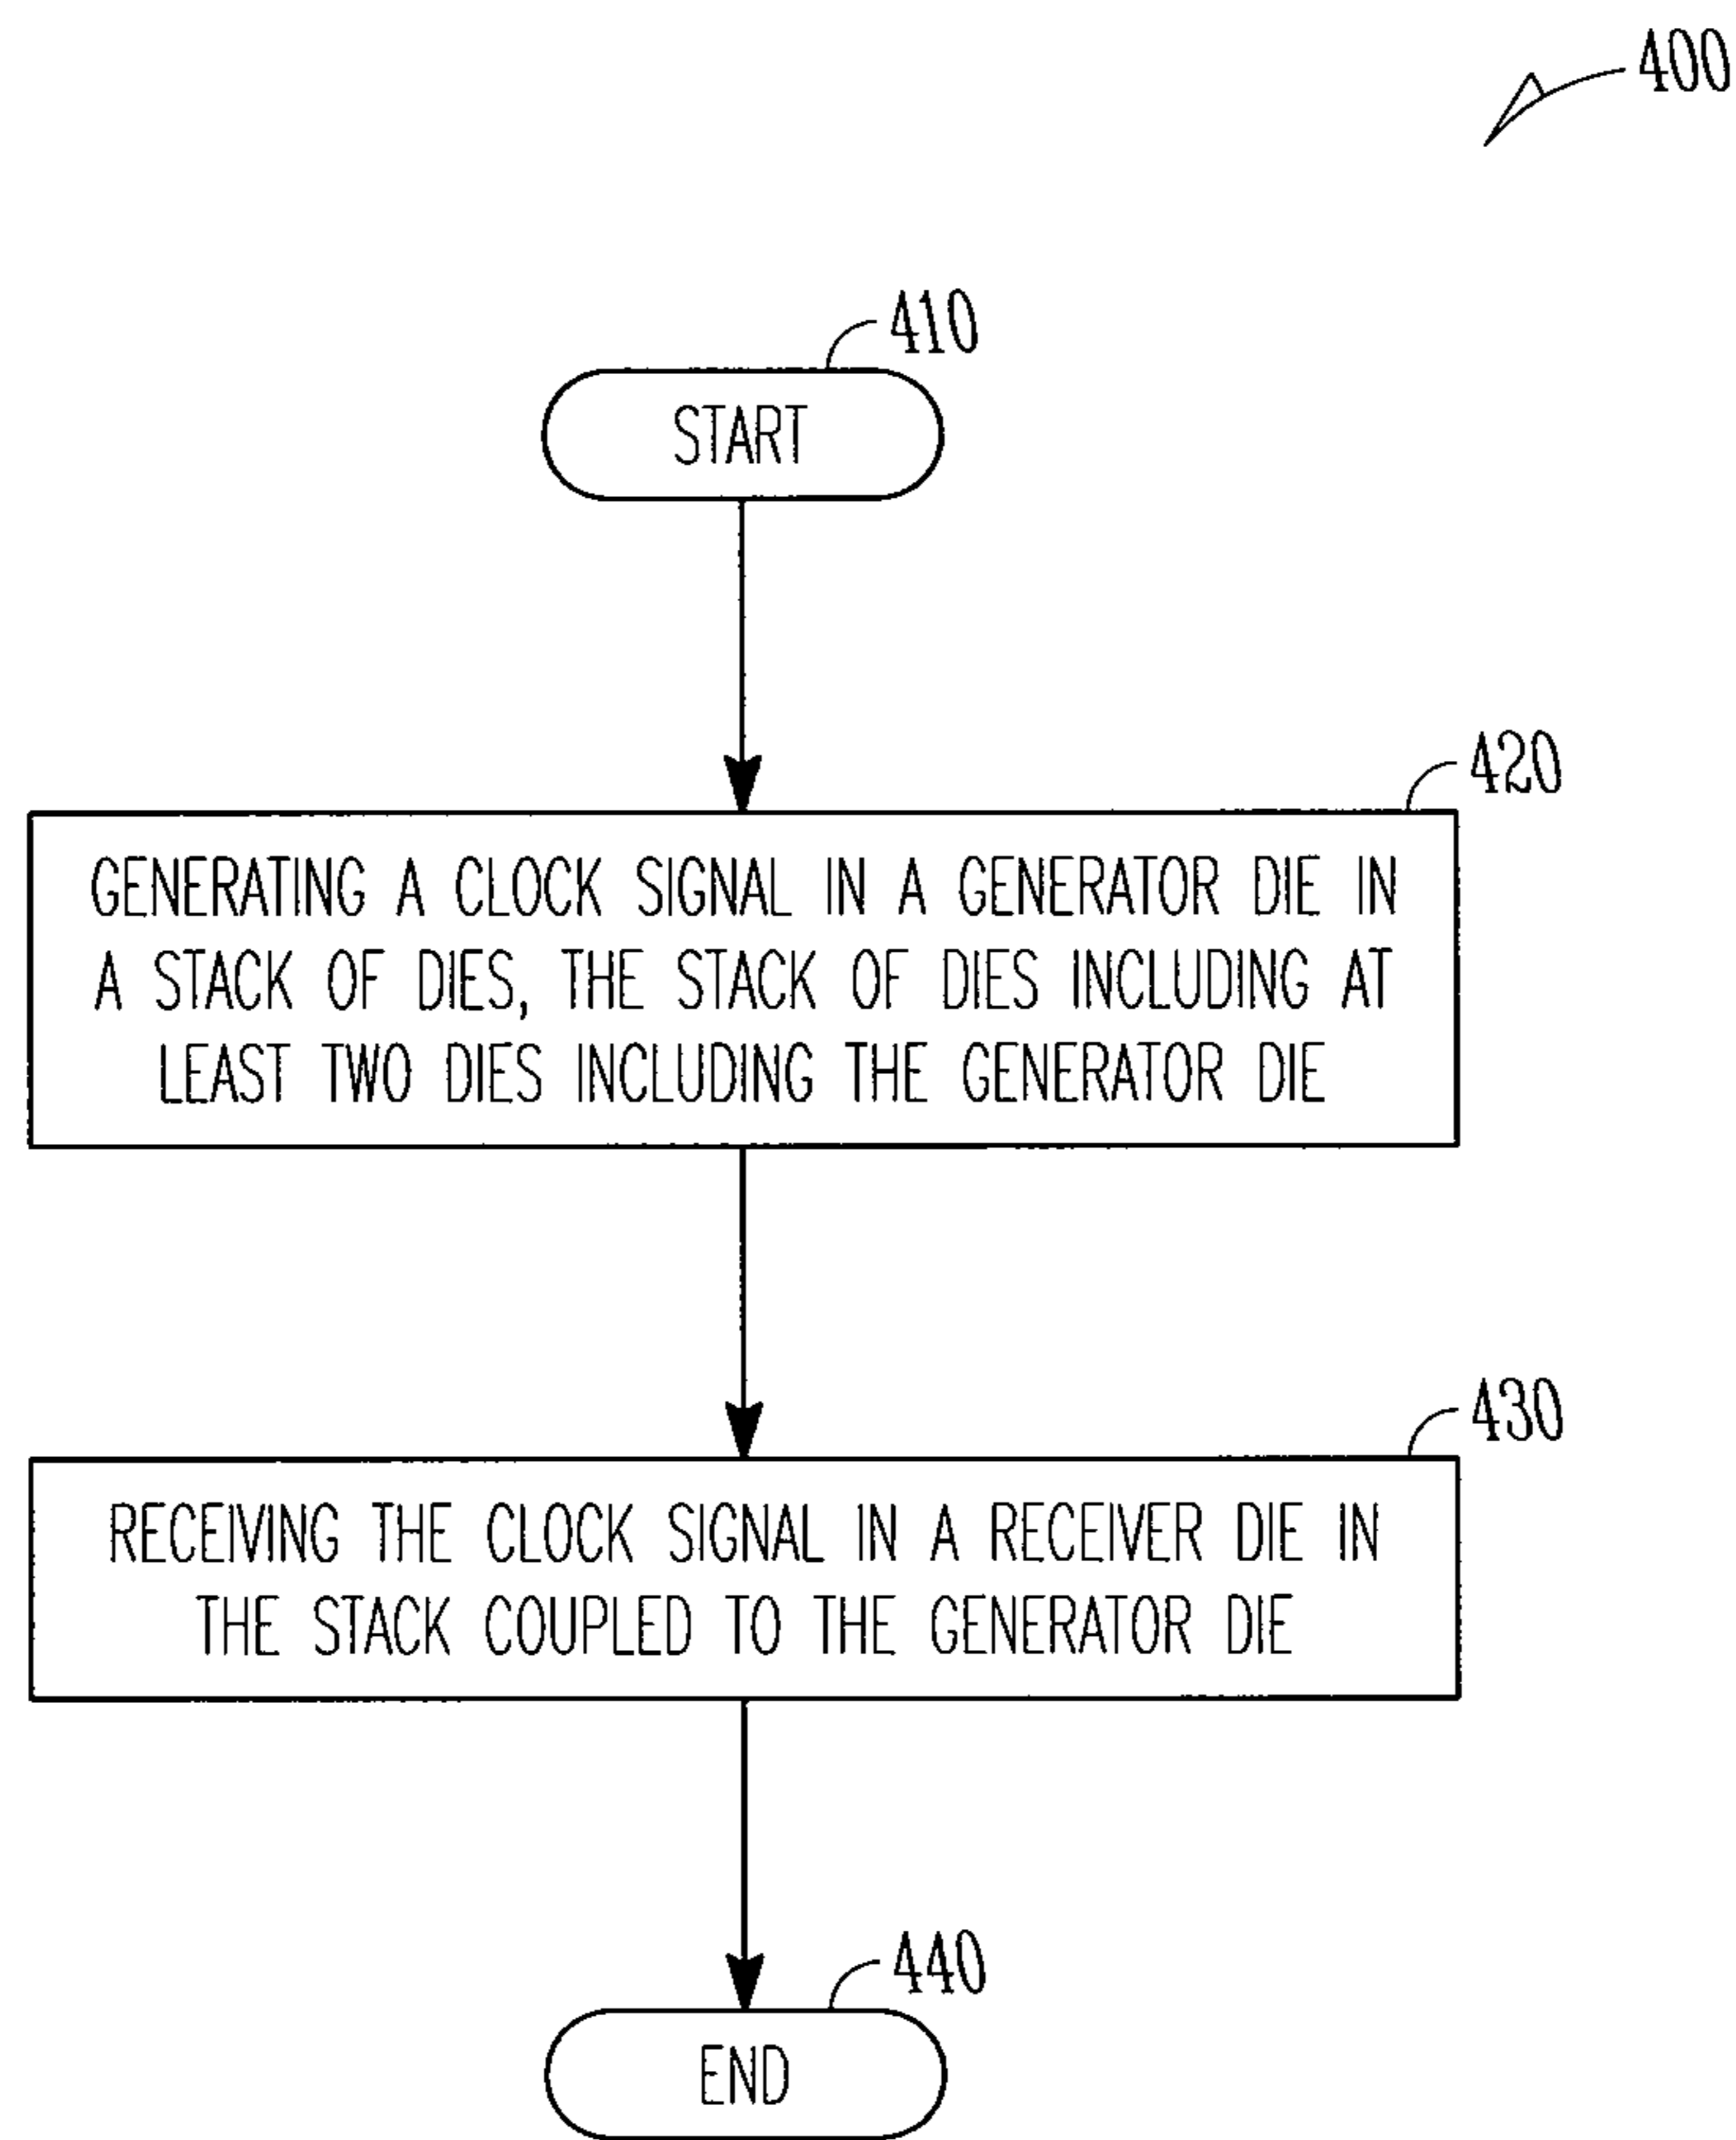 400
410
START
420
GENERATING A CLOCK SIGNAL IN A GENERATOR DIE IN
A STACK OF DIES, THE STACK OF DIES INCLUDING AT
LEAST TWO DIES INCLUDING THE GENERATOR DIE
430
RECEIVING THE CLOCK SIGNAL IN A RECEIVER DIE IN
THE STACK COUPLED TO THE GENERATOR DIE
440
END